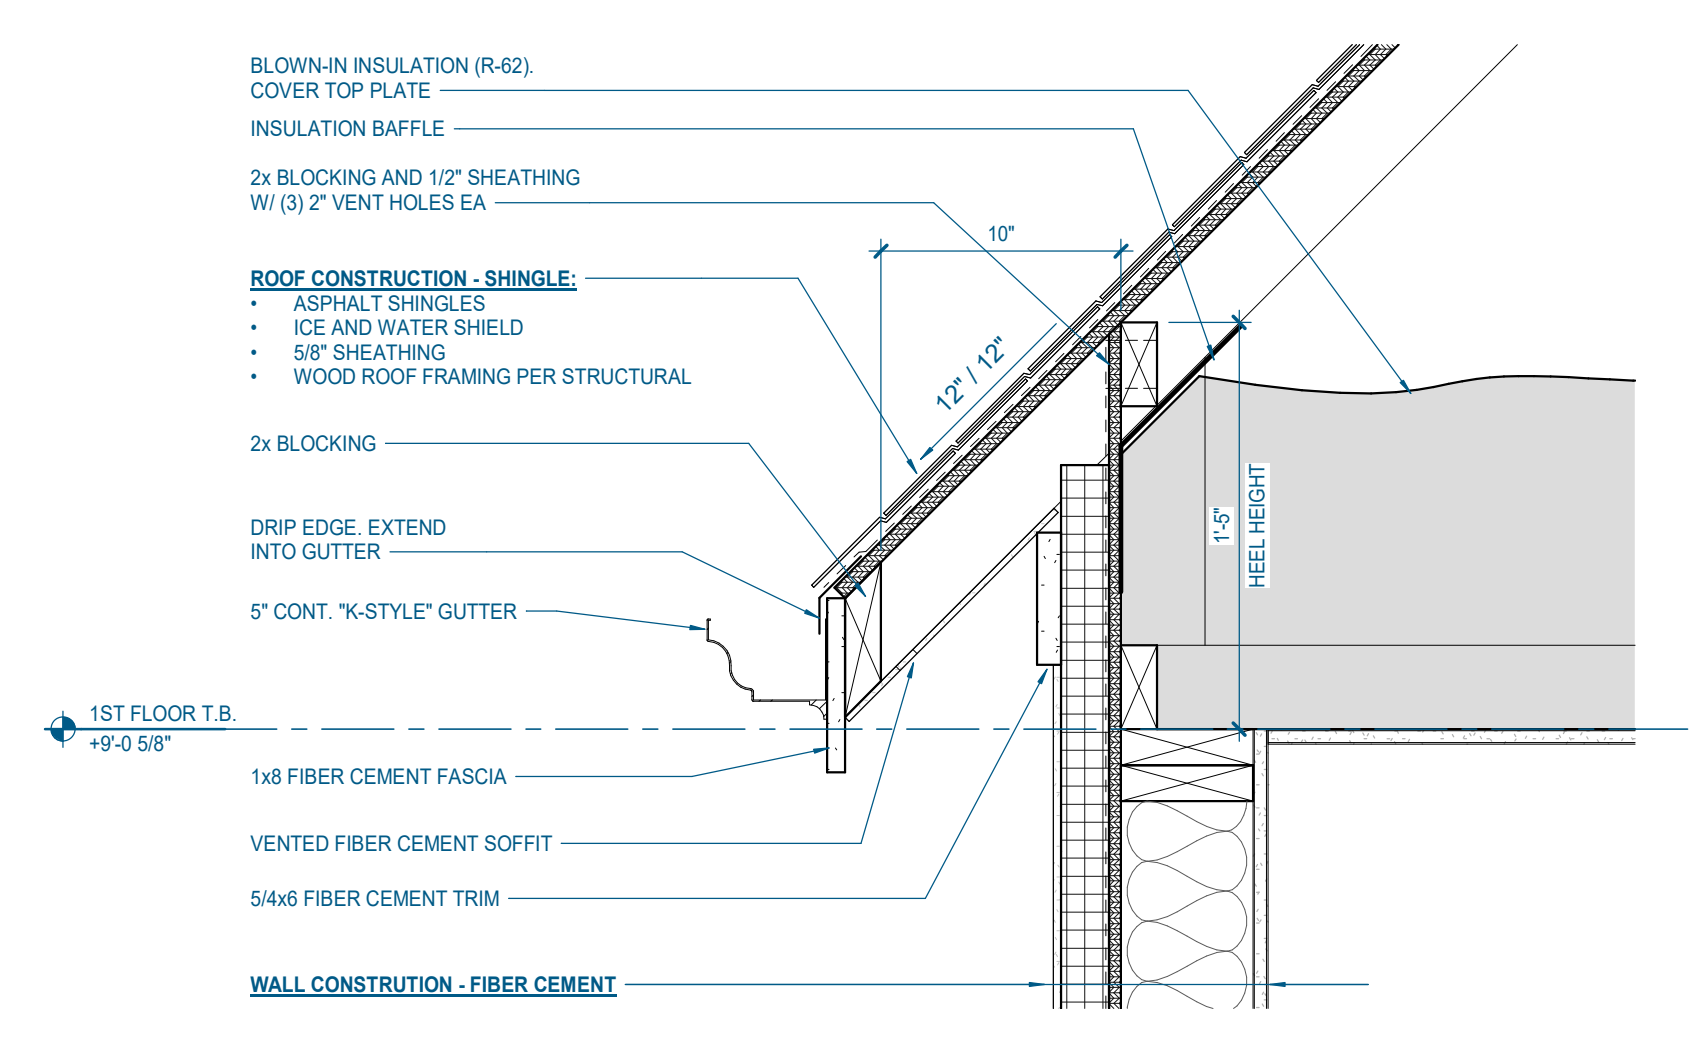 BLOWN-IN INSULATION (R-62).
COVER TOP PLATE
INSULATION BAFFLE
2x BLOCKING AND 1/2" SHEATHING
W/ (3) 2" VENT HOLES EA
10"
ROOF CONSTRUCTION - SHINGLE:
• ASPHALT SHINGLES
• ICE AND WATER SHIELD
• 5/8" SHEATHING
• WOOD ROOF FRAMING PER STRUCTURAL
12" / 12"
2x BLOCKING
1'-5"
HEEL HEIGHT
DRIP EDGE. EXTEND
INTO GUTTER
5" CONT. "K-STYLE" GUTTER
1ST FLOOR T.B.
+9'-0 5/8"
1x8 FIBER CEMENT FASCIA
VENTED FIBER CEMENT SOFFIT
5/4x6 FIBER CEMENT TRIM
WALL CONSTRUTION - FIBER CEMENT